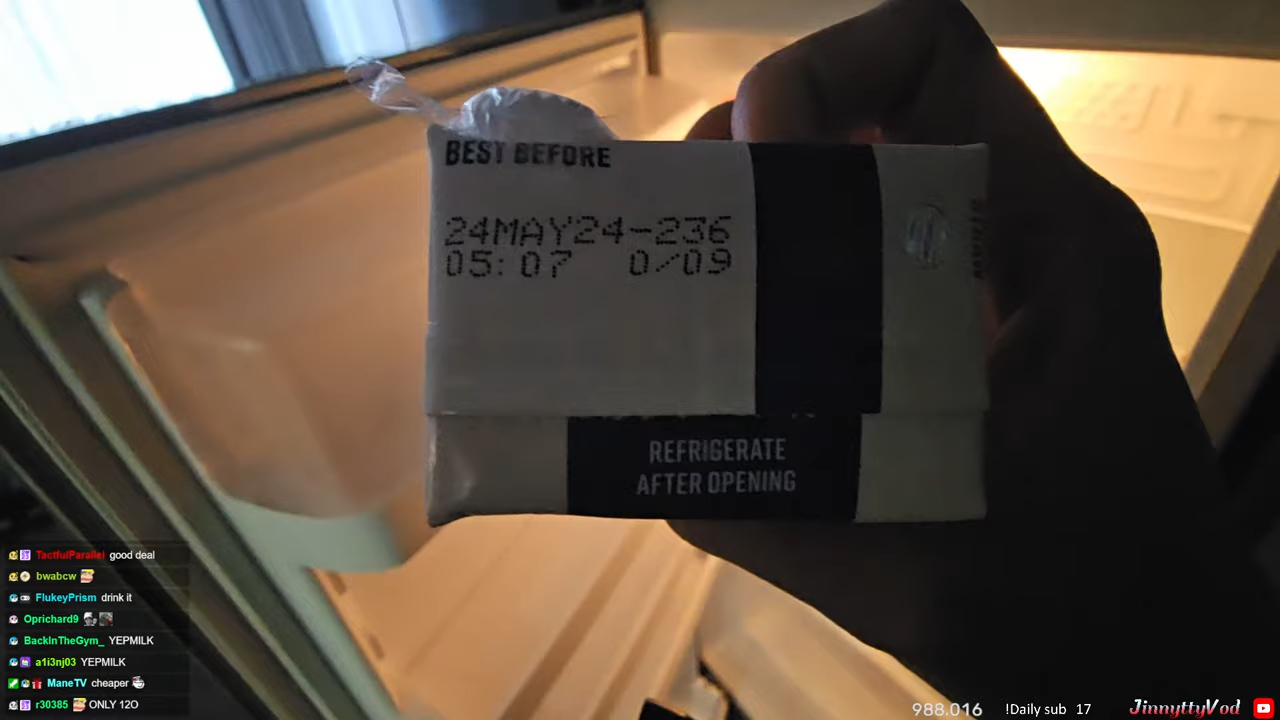 BEST BEFORE
24MAY24-236
05:07 0/09
REFRIGERATE
AFTER OPENING
TactfulParallel good deal
bwabcw
FlukeyPrism drink it
Oprichard9
BackInTheGym_ YEPMILK
a1i3nj03 YEPMILK
ManeTV cheaper
r30385 ONLY 12O
988.016 !Daily sub 17 JinnyttyVod